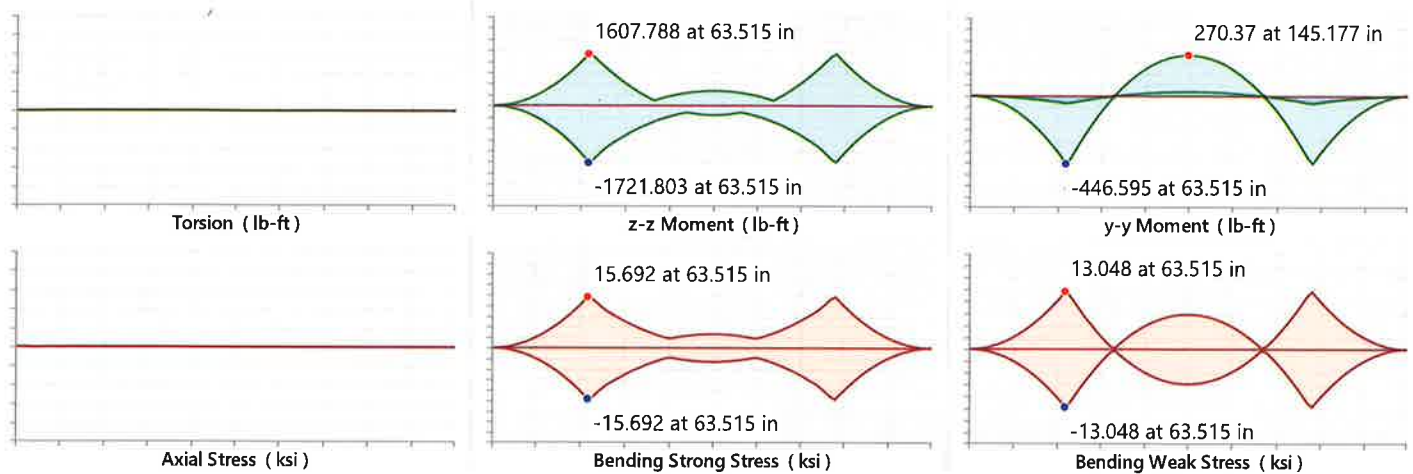 1607.788 at 63.515 in
270.37 at 145.177 in
-1721.803 at 63.515 in
-446.595 at 63.515 in
Torsion ( lb-ft )
z-z Moment ( lb-ft )
y-y Moment ( lb-ft )
15.692 at 63.515 in
13.048 at 63.515 in
-15.692 at 63.515 in
-13.048 at 63.515 in
Axial Stress ( ksi )
Bending Strong Stress ( ksi )
Bending Weak Stress ( ksi )